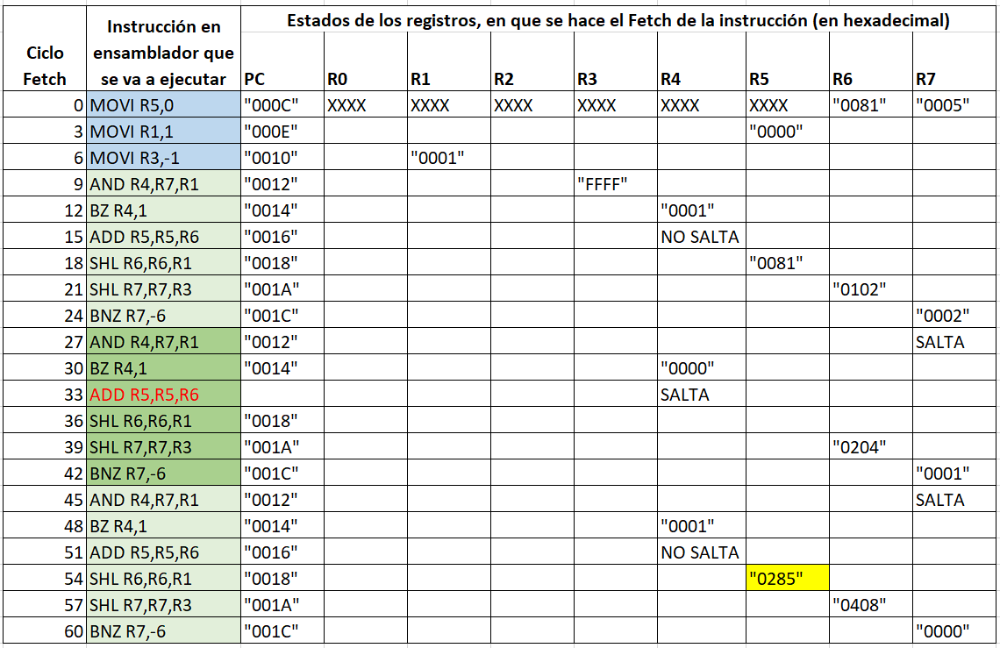 Estados de los registros, en que se hace el Fetch de la instrucción (en hexadecimal)
Ciclo Fetch Instrucción en ensamblador que se va a ejecutar PC R0 R1 R2 R3 R4 R5 R6 R7
0 MOVI R5,0 "000C" XXXX XXXX XXXX XXXX XXXX XXXX "0081" "0005"
3 MOVI R1,1 "000E" "0000"
6 MOVI R3,-1 "0010" "0001"
9 AND R4,R7,R1 "0012" "FFFF"
12 BZ R4,1 "0014" "0001"
15 ADD R5,R5,R6 "0016" NO SALTA
18 SHL R6,R6,R1 "0018" "0081"
21 SHL R7,R7,R3 "001A" "0102"
24 BNZ R7,-6 "001C" "0002"
27 AND R4,R7,R1 "0012" SALTA
30 BZ R4,1 "0014" "0000"
33 ADD R5,R5,R6 SALTA
36 SHL R6,R6,R1 "0018"
39 SHL R7,R7,R3 "001A" "0204"
42 BNZ R7,-6 "001C" "0001"
45 AND R4,R7,R1 "0012" SALTA
48 BZ R4,1 "0014" "0001"
51 ADD R5,R5,R6 "0016" NO SALTA
54 SHL R6,R6,R1 "0018" "0285"
57 SHL R7,R7,R3 "001A" "0408"
60 BNZ R7,-6 "001C" "0000"